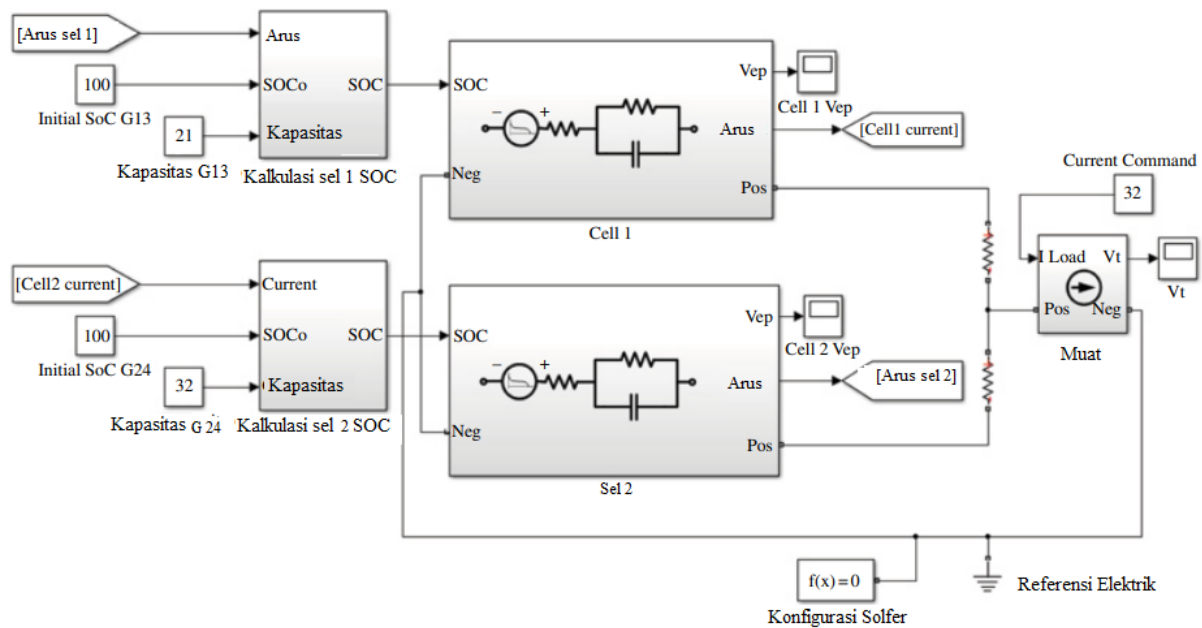 [Arus sel 1]
Arus
100
SOCo
SOC
Initial SoC G13
21
Kapasitas
Kapasitas G13
Kalkulasi sel 1 SOC
SOC
Vep
Cell 1 Vep
Arus
[Cell1 current]
Neg
Pos
Cell 1
Current Command
32
I Load
Vt
Pos
Neg
Vt
Muat
[Cell2 current]
Current
100
SOCo
SOC
Initial SoC G24
32
Kapasitas
Kapasitas G 24
Kalkulasi sel 2 SOC
SOC
Vep
Cell 2 Vep
Arus
[Arus sel 2]
Neg
Pos
Sel 2
f(x)=0
Konfigurasi Solfer
Referensi Elektrik